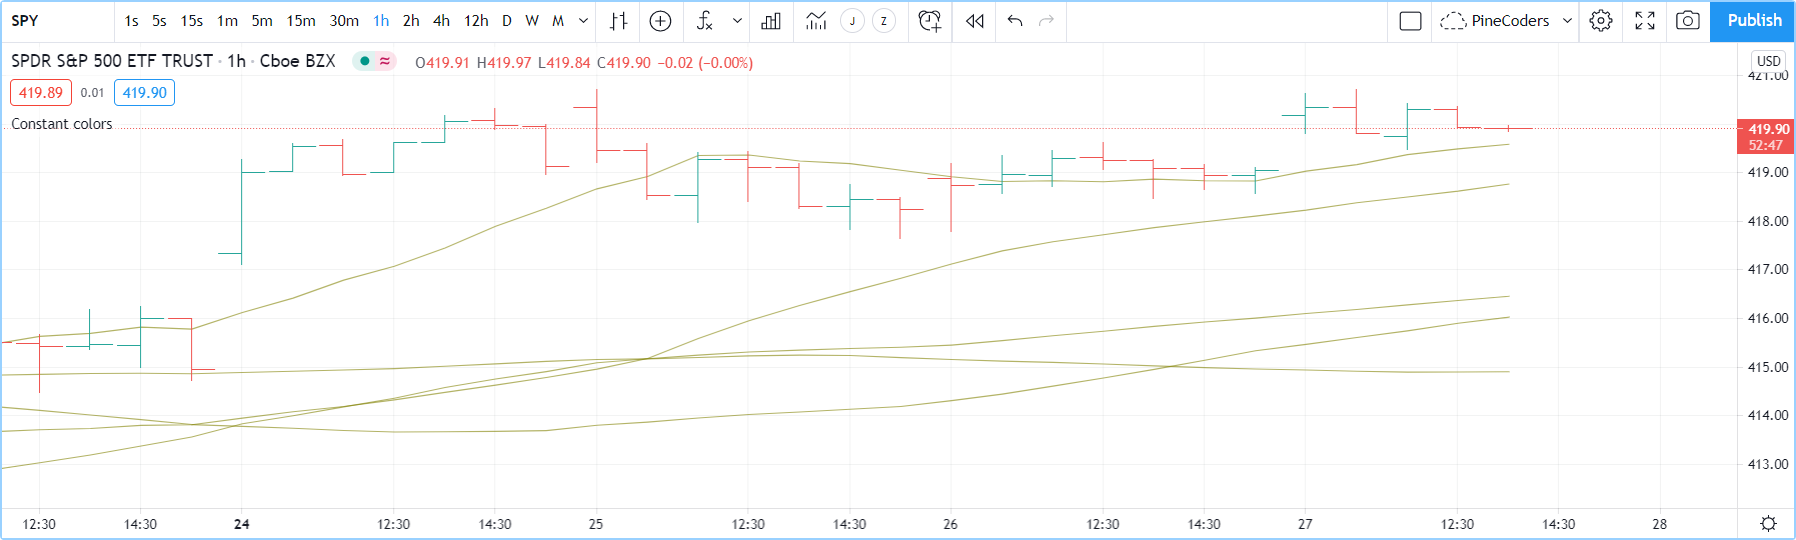 SPY 1s 5s 15s 1m 5m 15m 30m 1h 2h 4h 12h D W M J Z PineCoders Publish
SPDR S&P 500 ETF TRUST · 1h · Cboe BZX O419.91 H419.97 L419.84 C419.90 −0.02 (−0.00%)
USD
421.00
419.89 0.01 419.90
Constant colors
419.90
52:47
419.00
418.00
417.00
416.00
415.00
414.00
413.00
12:30 14:30 24 12:30 14:30 25 12:30 14:30 26 12:30 14:30 27 12:30 14:30 28